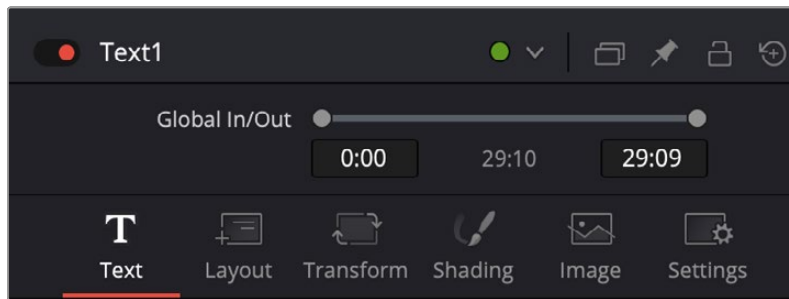 Text1
Global In/Out
0:00 29:10 29:09
T
Text Layout Transform Shading Image Settings